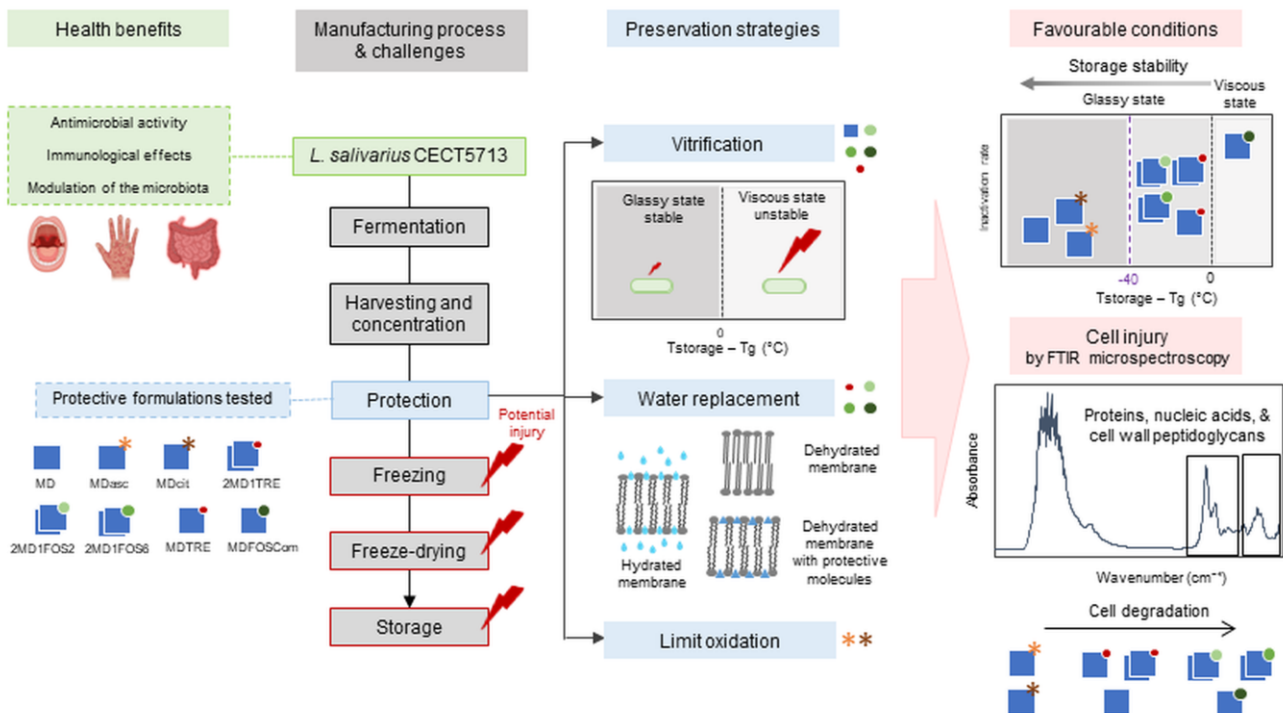 Health benefits
Antimicrobial activity
Immunological effects
Modulation of the microbiota
Protective formulations tested
MD
MDasc
MDcit
2MD1TRE
2MD1FOS2
2MD1FOS6
MDTRE
MDFOSCom
Manufacturing process
& challenges
L. salivarius CECT5713
Fermentation
Harvesting and
concentration
Protection
Potential
injury
Freezing
Freeze-drying
Storage
Preservation strategies
Vitrification
Glassy state
stable
Viscous state
unstable
0
Tstorage – Tg (°C)
Water replacement
Hydrated
membrane
Dehydrated
membrane
Dehydrated
membrane
with protective
molecules
Limit oxidation
Favourable conditions
Storage stability
Glassy state
Viscous
state
Inactivation rate
-40
0
Tstorage – Tg (°C)
Cell injury
by FTIR microspectroscopy
Proteins, nucleic acids, &
cell wall peptidoglycans
Absorbance
Wavenumber (cm⁻¹)
Cell degradation